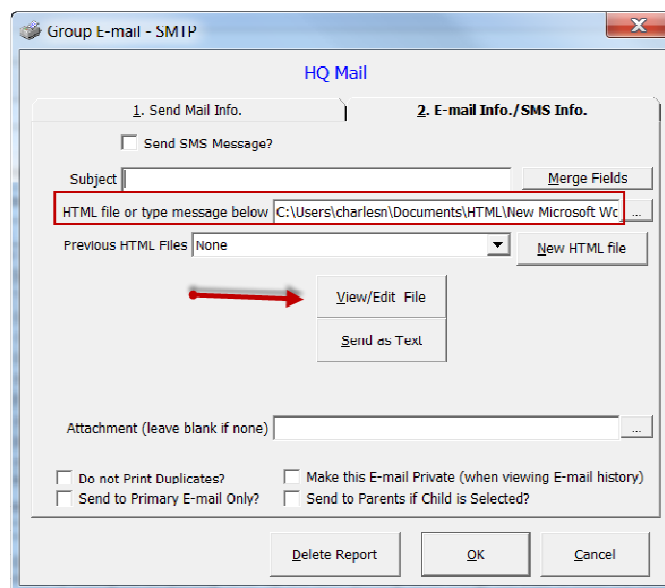 Group E-mail - SMTP
HQ Mail
1. Send Mail Info.
2. E-mail Info./SMS Info.
Send SMS Message?
Subject
Merge Fields
HTML file or type message below C:\Users\charlesn\Documents\HTML\New Microsoft Wo ...
Previous HTML Files None
New HTML file
View/Edit File
Send as Text
Attachment (leave blank if none) ...
Do not Print Duplicates? Make this E-mail Private (when viewing E-mail history)
Send to Primary E-mail Only? Send to Parents if Child is Selected?
Delete Report OK Cancel